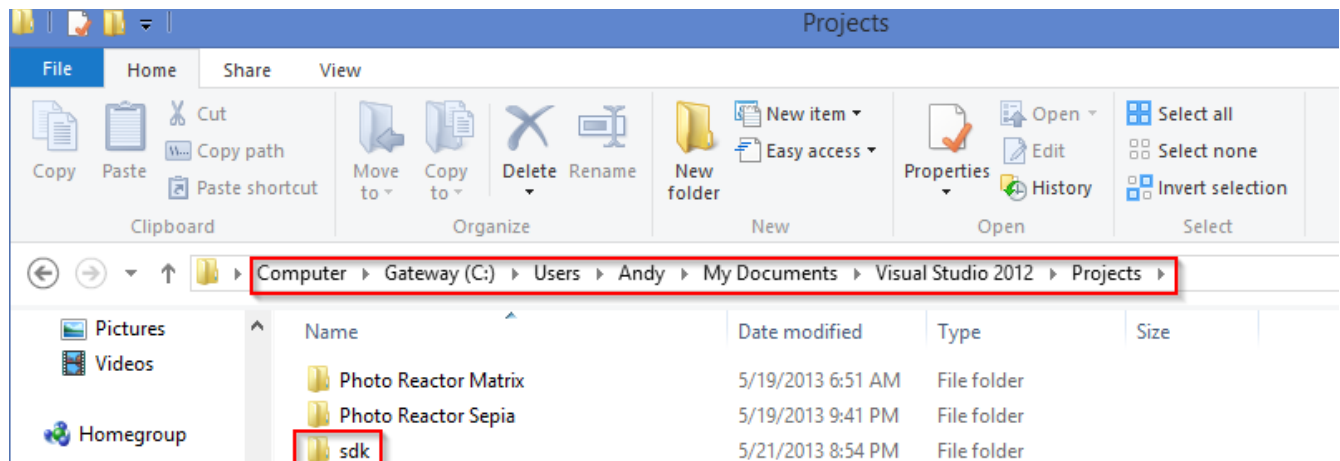 Projects
File Home Share View
Cut
Copy path
Paste shortcut
Copy Paste
Move to
Copy to
Delete Rename
New folder
New item
Easy access
Properties
Open
Edit
History
Select all
Select none
Invert selection
Clipboard Organize New Open Select
Computer Gateway (C:) Users Andy My Documents Visual Studio 2012 Projects
Pictures
Videos
Homegroup
Name Date modified Type Size
Photo Reactor Matrix 5/19/2013 6:51 AM File folder
Photo Reactor Sepia 5/19/2013 9:41 PM File folder
sdk 5/21/2013 8:54 PM File folder